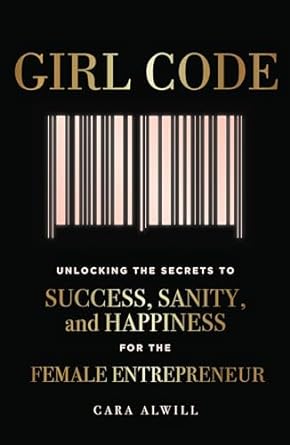 GIRL CODE
UNLOCKING THE SECRETS TO
SUCCESS, SANITY,
and HAPPINESS
FOR THE
FEMALE ENTREPRENEUR
CARA ALWILL